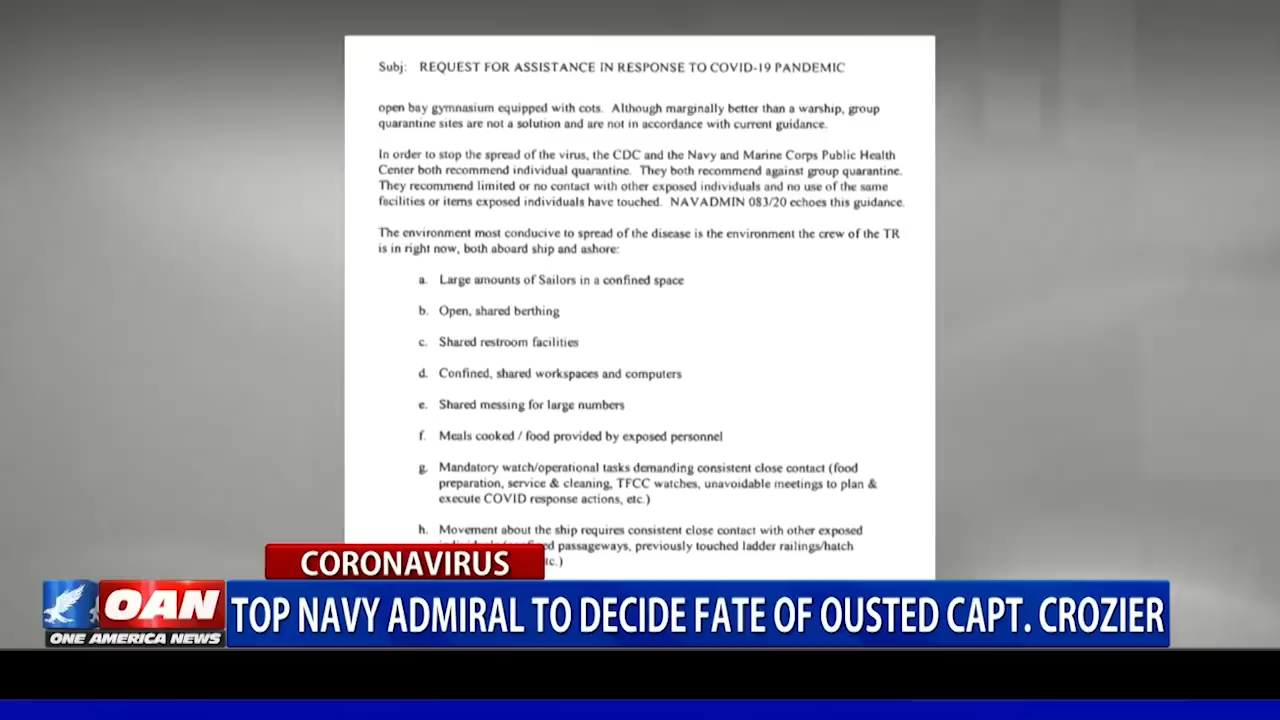 Subj: REQUEST FOR ASSISTANCE IN RESPONSE TO COVID-19 PANDEMIC
open bay gymnasium equipped with cots. Although marginally better than a warship, group
quarantine sites are not a solution and are not in accordance with current guidance.
In order to stop the spread of the virus, the CDC and the Navy and Marine Corps Public Health
Center both recommend individual quarantine. They both recommend against group quarantine.
They recommend limited or no contact with other exposed individuals and no use of the same
facilities or items exposed individuals have touched. NAVADMIN 083/20 echoes this guidance.
The environment most conducive to spread of the disease is the environment the crew of the TR
is in right now, both aboard ship and ashore:
a. Large amounts of Sailors in a confined space
b. Open, shared berthing
c. Shared restroom facilities
d. Confined, shared workspaces and computers
e. Shared messing for large numbers
f. Meals cooked / food provided by exposed personnel
g. Mandatory watch/operational tasks demanding consistent close contact (food
preparation, service & cleaning, TFCC watches, unavoidable meetings to plan &
execute COVID response actions, etc.)
h. Movement about the ship requires consistent close contact with other exposed
passageways, previously touched ladder railings/hatch
CORONAVIRUS
OAN
ONE AMERICA NEWS
TOP NAVY ADMIRAL TO DECIDE FATE OF OUSTED CAPT. CROZIER